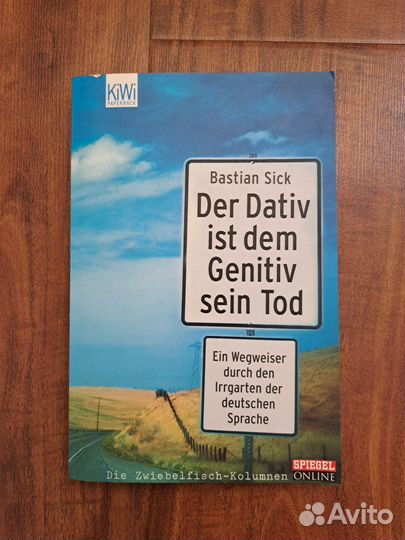 KiWi
PAPERBACK
Bastian Sick
Der Dativ
ist dem
Genitiv
sein Tod
Ein Wegweiser
durch den
Irrgarten der
deutschen
Sprache
Die Zwiebelfisch-Kolumnen
SPIEGEL
ONLINE
Avito